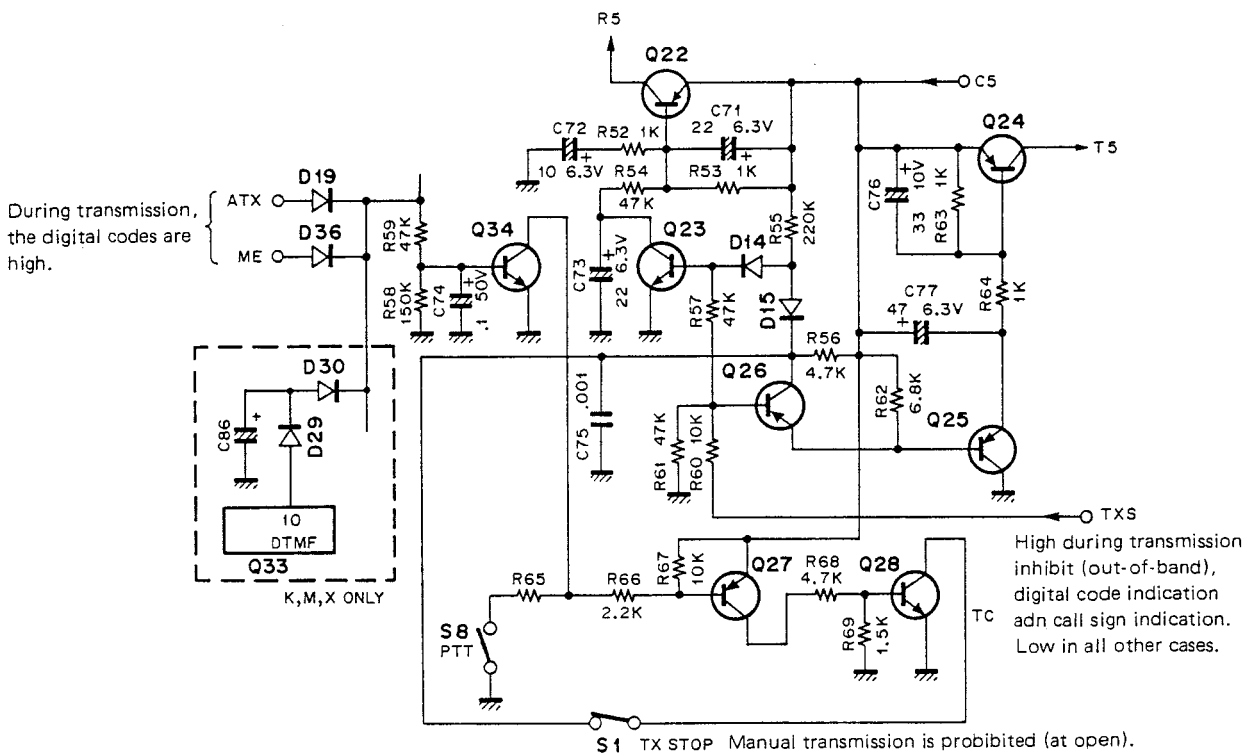 R5
Q22
C5
C72
R52 1K
C71
22 6.3V
Q24
T5
10 6.3V
R54
47K
R53 1K
C76
33 10V
R63 1K
R55
220K
D19
ATX
During transmission,
the digital codes are
high.
D36
ME
R59
47K
Q34
C73
22 6.3V
Q23
D14
R58
150K
C74
.1 50V
R57
47K
D15
C77
47 6.3V
R64
1K
R56
4.7K
Q26
R62
6.8K
Q25
D30
C86
D29
C75 .001
R61 47K
R60 10K
10
DTMF
Q33
K,M,X ONLY
TXS
High during transmission
inhibit (out-of-band),
digital code indication
adn call sign indication.
Low in all other cases.
R67
10K
Q27
R68
4.7K
Q28
R65
R66
2.2K
S8
PTT
R69
1.5K
TC
S1 TX STOP Manual transmission is probibited (at open).